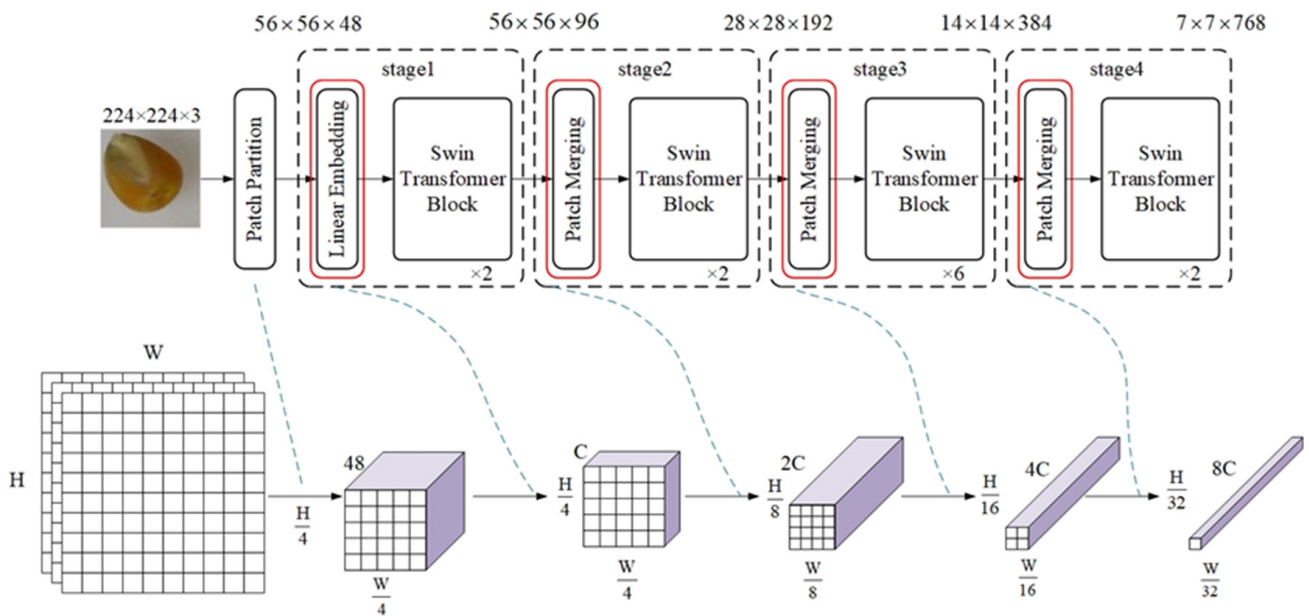 56×56×48
56×56×96
28×28×192
14×14×384
7×7×768
stage1
stage2
stage3
stage4
224×224×3
Patch Partition
Linear Embedding
Swin
Transformer
Block
×2
Patch Merging
Swin
Transformer
Block
×2
Patch Merging
Swin
Transformer
Block
×6
Patch Merging
Swin
Transformer
Block
×2
W
H
H
4
48
W
4
H
4
C
W
4
H
8
2C
W
8
H
16
4C
W
16
H
32
8C
W
32